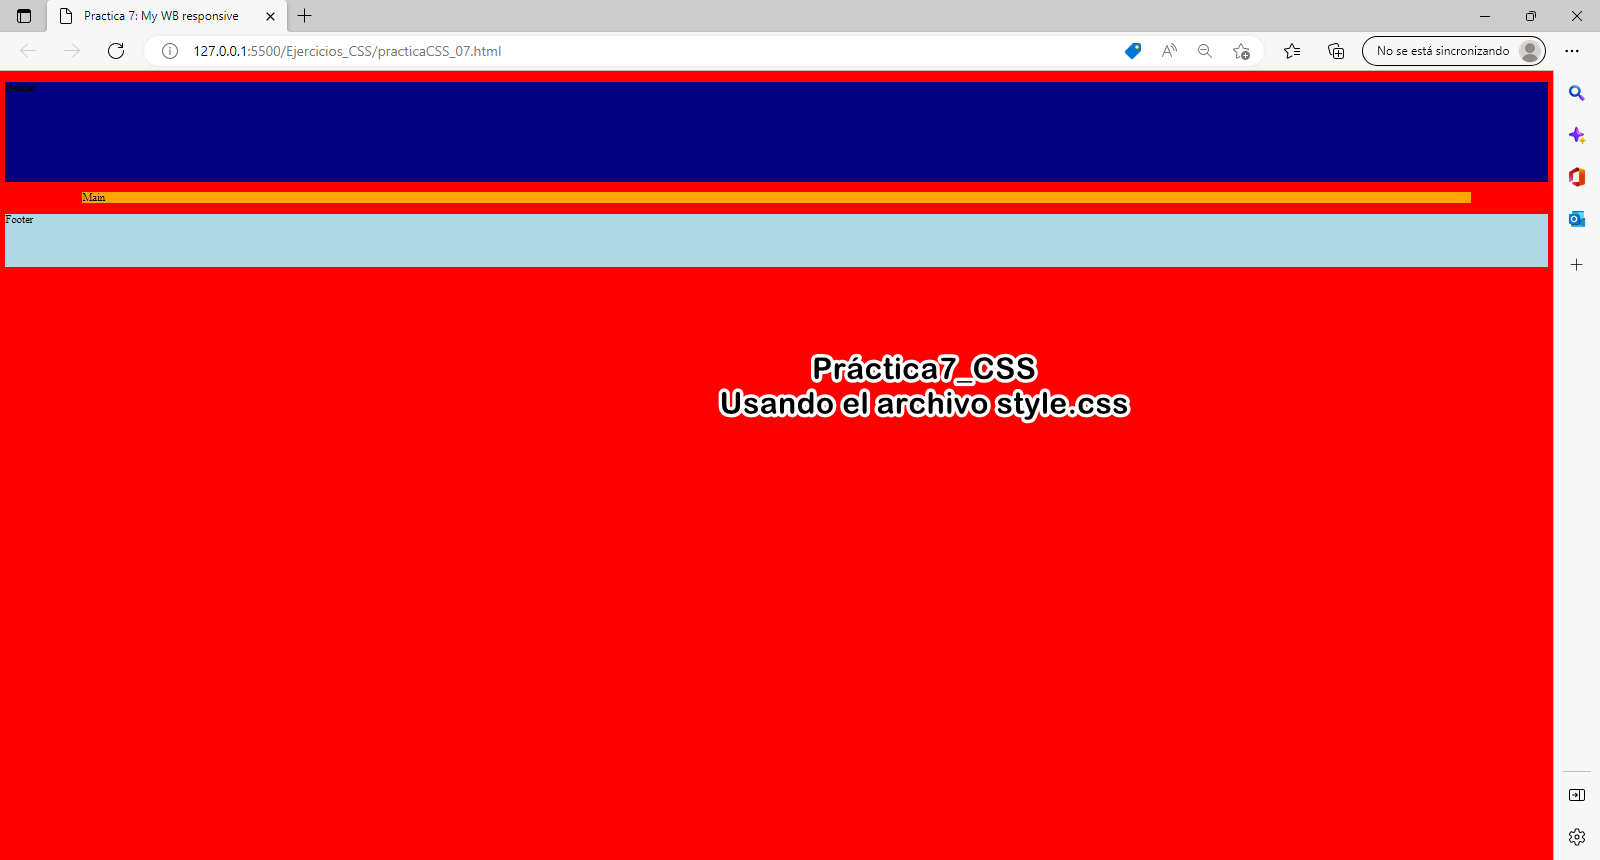 Practica 7: My WB responsive
127.0.0.1:5500/Ejercicios_CSS/practicaCSS_07.html
No se está sincronizando
Header
Main
Footer
Práctica7_CSS
Usando el archivo style.css